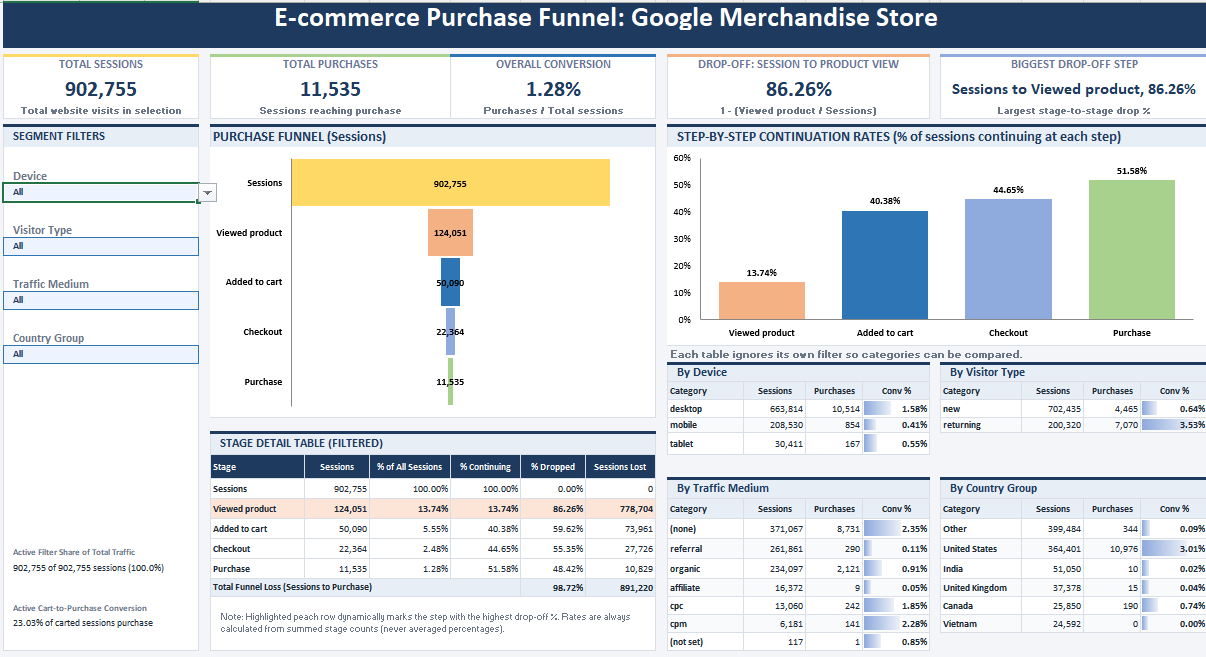 E-commerce Purchase Funnel: Google Merchandise Store
TOTAL SESSIONS
902,755
Total website visits in selection
TOTAL PURCHASES
11,535
Sessions reaching purchase
OVERALL CONVERSION
1.28%
Purchases / Total sessions
DROP-OFF: SESSION TO PRODUCT VIEW
86.26%
1 - (Viewed product / Sessions)
BIGGEST DROP-OFF STEP
Sessions to Viewed product, 86.26%
Largest stage-to-stage drop %
SEGMENT FILTERS
Device
All
Visitor Type
All
Traffic Medium
All
Country Group
All
Active Filter Share of Total Traffic
902,755 of 902,755 sessions (100.0%)
Active Cart-to-Purchase Conversion
23.03% of carted sessions purchase
PURCHASE FUNNEL (Sessions)
Sessions 902,755
Viewed product 124,051
Added to cart 50,090
Checkout 22,364
Purchase 11,535
STAGE DETAIL TABLE (FILTERED)
Stage Sessions % of All Sessions % Continuing % Dropped Sessions Lost
Sessions 902,755 100.00% 100.00% 0.00% 0
Viewed product 124,051 13.74% 13.74% 86.26% 778,704
Added to cart 50,090 5.55% 40.38% 59.62% 73,961
Checkout 22,364 2.48% 44.65% 55.35% 27,726
Purchase 11,535 1.28% 51.58% 48.42% 10,829
Total Funnel Loss (Sessions to Purchase) 98.72% 891,220
Note: Highlighted peach row dynamically marks the step with the highest drop-off %. Rates are always
calculated from summed stage counts (never averaged percentages).
STEP-BY-STEP CONTINUATION RATES (% of sessions continuing at each step)
60%
50%
40%
30%
20%
10%
0%
13.74%
40.38%
44.65%
51.58%
Viewed product Added to cart Checkout Purchase
Each table ignores its own filter so categories can be compared.
By Device
Category Sessions Purchases Conv %
desktop 663,814 10,514 1.58%
mobile 208,530 854 0.41%
tablet 30,411 167 0.55%
By Visitor Type
Category Sessions Purchases Conv %
new 702,435 4,465 0.64%
returning 200,320 7,070 3.53%
By Traffic Medium
Category Sessions Purchases Conv %
(none) 371,067 8,731 2.35%
referral 261,861 290 0.11%
organic 234,097 2,121 0.91%
affiliate 16,372 9 0.05%
cpc 13,060 242 1.85%
cpm 6,181 141 2.28%
(not set) 117 1 0.85%
By Country Group
Category Sessions Purchases Conv %
Other 399,484 344 0.09%
United States 364,401 10,976 3.01%
India 51,050 10 0.02%
United Kingdom 37,378 15 0.04%
Canada 25,850 190 0.74%
Vietnam 24,592 0 0.00%